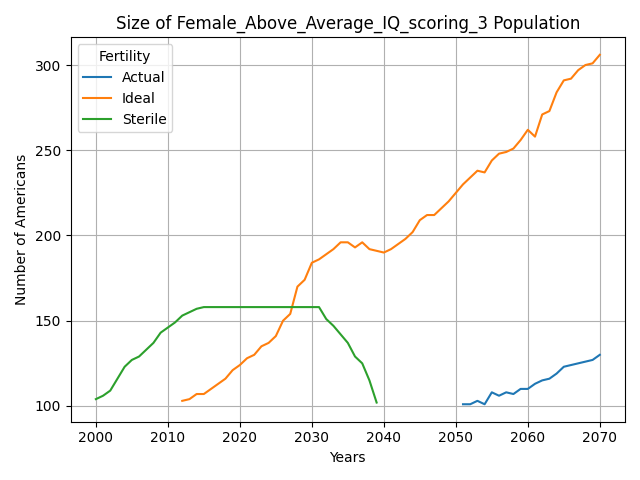 Size of Female_Above_Average_IQ_scoring_3 Population
Fertility
Actual
Ideal
Sterile
Number of Americans
300
250
200
150
100
2000 2010 2020 2030 2040 2050 2060 2070
Years